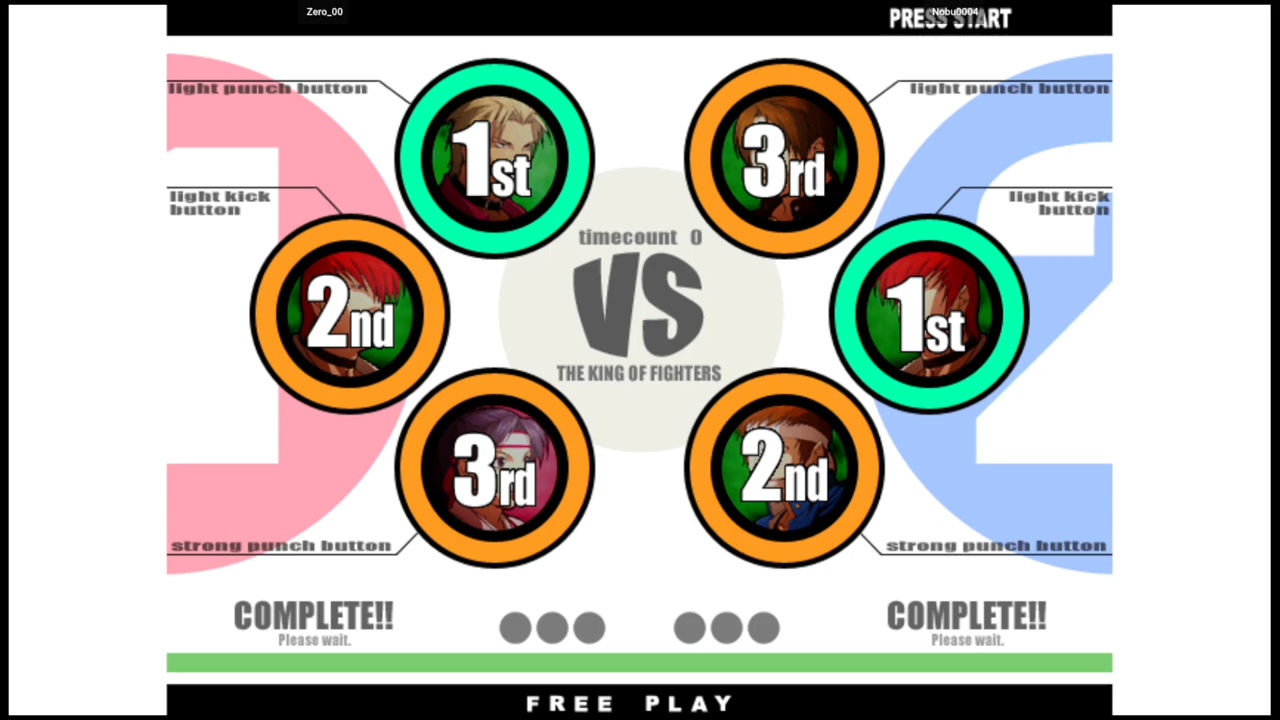 Zero_00
Nobu0004
PRESS START
light punch button
light punch button
1st
3rd
light kick
button
light kick
button
timecount 0
VS
THE KING OF FIGHTERS
2nd
1st
3rd
2nd
strong punch button
strong punch button
COMPLETE!!
Please wait.
COMPLETE!!
Please wait.
FREE PLAY